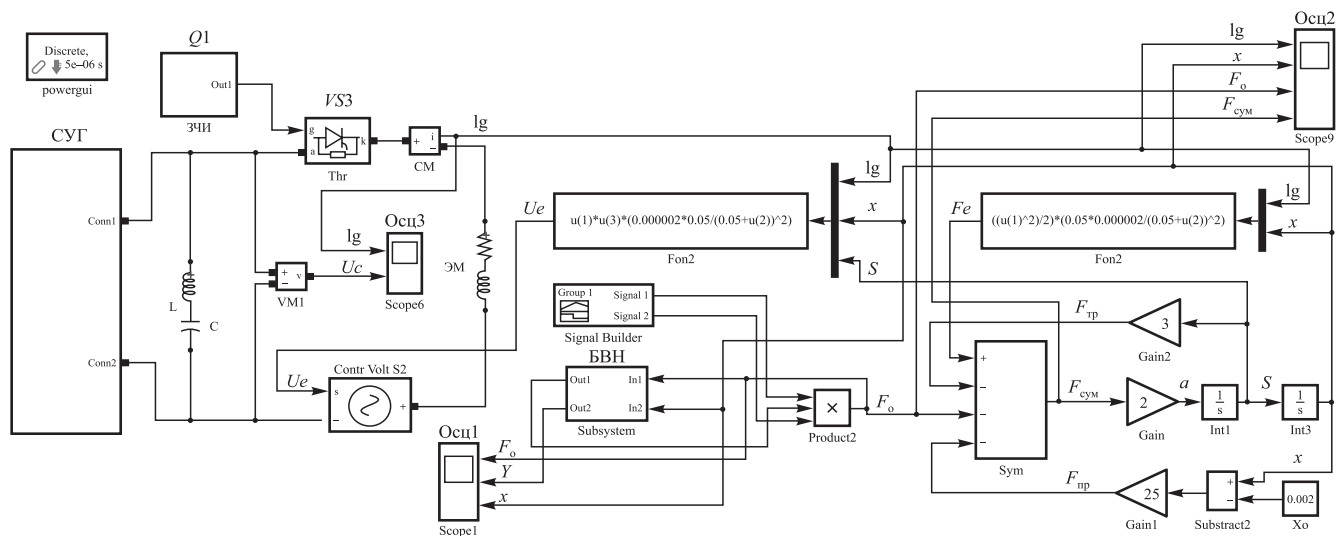 Discrete,
5e–06 s
powergui
Q1
Out1
ЗЧИ
СУГ
Conn1
Conn2
L
C
VS3
g
a
k
Thr
+
i
−
CM
lg
lg
Осц3
Scope6
+
−
v
VM1
Uc
ЭМ
Ue
Contr Volt S2
s
+
−
Ue
u(1)*u(3)*(0.000002*0.05/(0.05+u(2))^2)
Fon2
lg
x
S
Group 1
Signal 1
Signal 2
Signal Builder
БВН
Out1
In1
Out2
In2
Subsystem
Осц1
Fо
Y
x
Scope1
×
Product2
Fо
Fe
((u(1)^2)/2)*(0.05*0.000002/(0.05+u(2))^2)
Fon2
lg
x
lg
x
Fо
Fсум
Осц2
Scope9
Fтр
3
Gain2
+
−
−
−
Sym
Fсум
2
Gain
a
1
s
Int1
S
1
s
Int3
x
Fпр
25
Gain1
+
−
Substract2
0.002
Xo